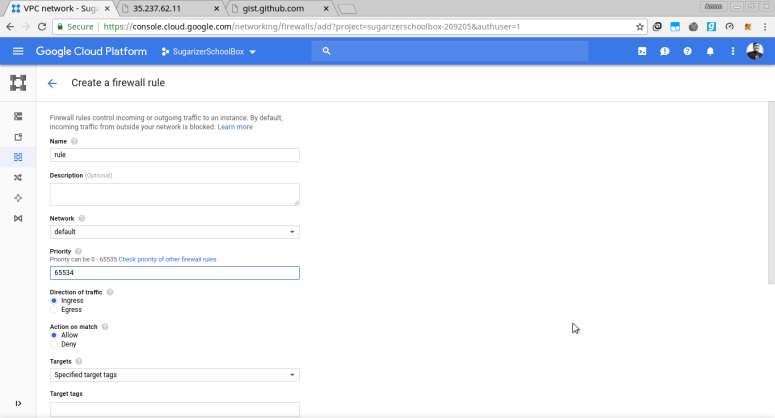 VPC network - Suga
35.237.62.11
gist.github.com
Aman
Secure
https://console.cloud.google.com/networking/firewalls/add?project=sugarizerschoolbox-209205&authuser=1
Google Cloud Platform
SugarizerSchoolBox
Create a firewall rule
Firewall rules control incoming or outgoing traffic to an instance. By default,
incoming traffic from outside your network is blocked. Learn more
Name
rule
Description (Optional)
Network
default
Priority
Priority can be 0 - 65535 Check priority of other firewall rules
65534
Direction of traffic
Ingress
Egress
Action on match
Allow
Deny
Targets
Specified target tags
Target tags